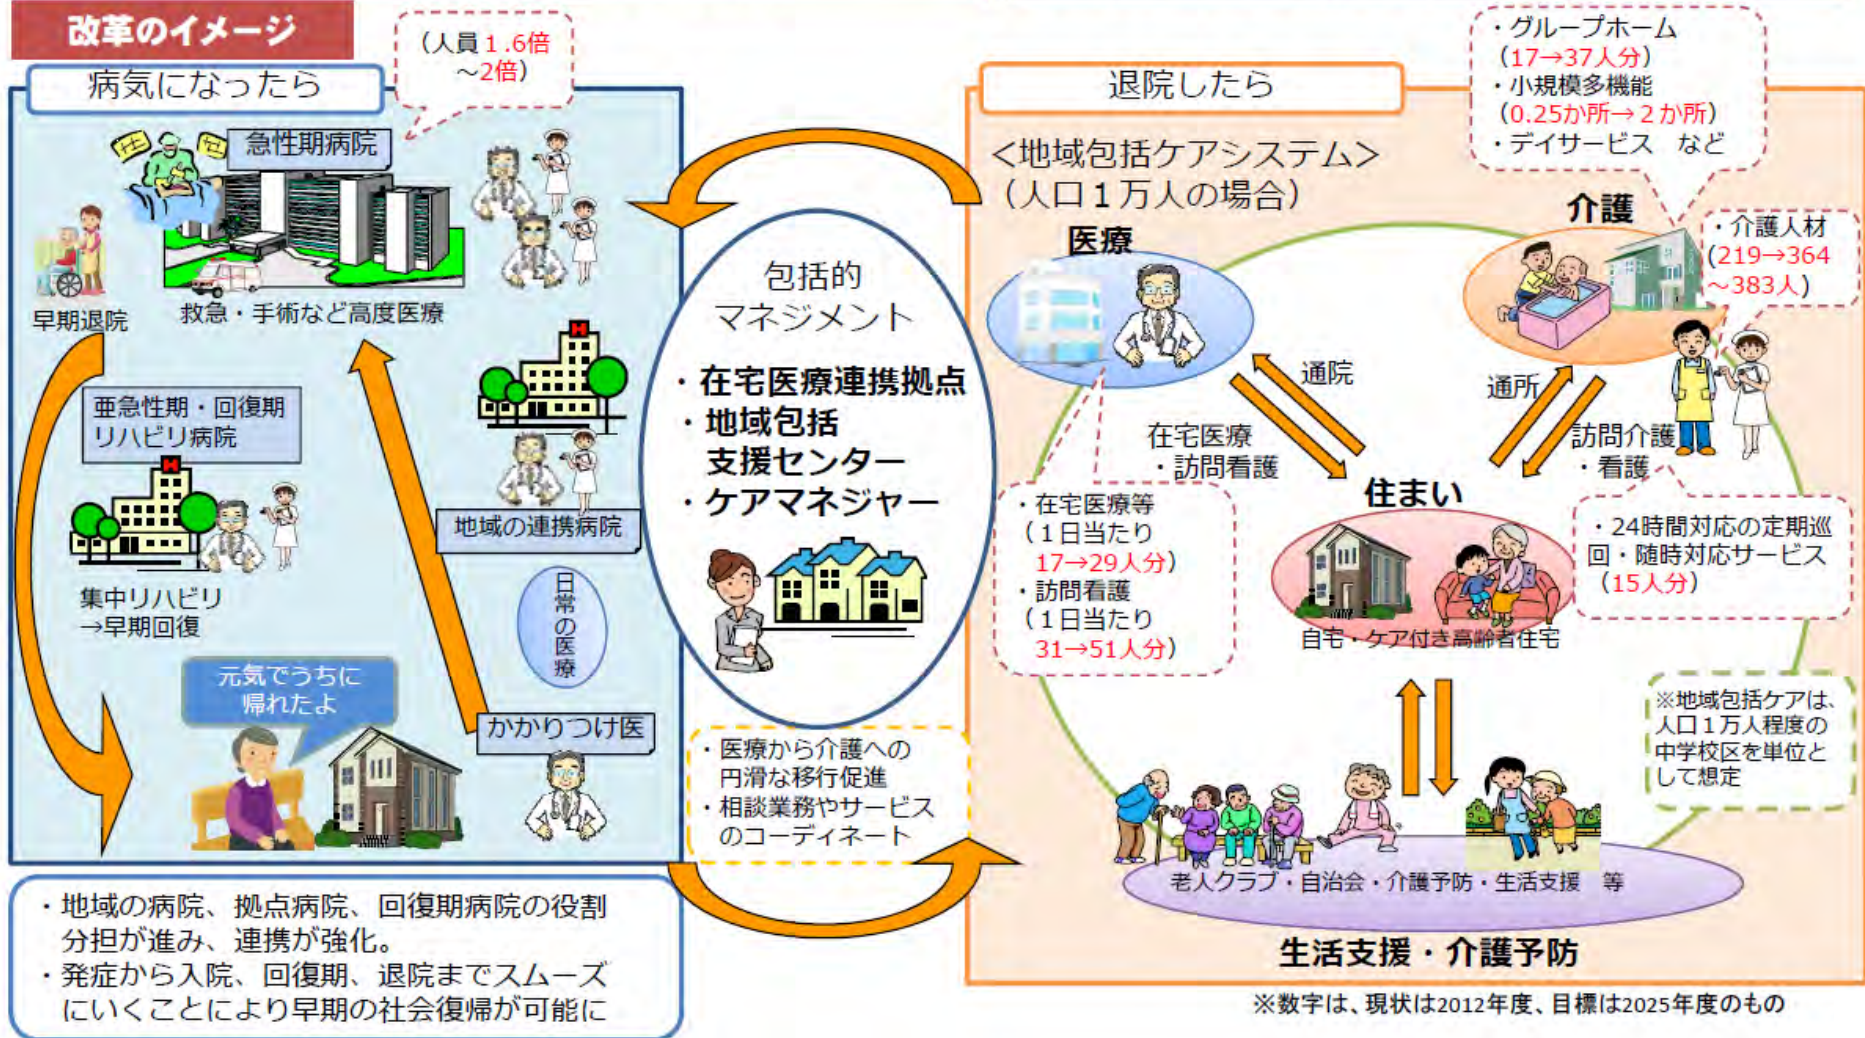 改革のイメージ
病気になったら
（人員１.6倍
～2倍）
急性期病院
早期退院
救急・手術など高度医療
亜急性期・回復期
リハビリ病院
集中リハビリ
→早期回復
地域の連携病院
日常の医療
元気でうちに
帰れたよ
かかりつけ医
・地域の病院、拠点病院、回復期病院の役割
分担が進み、連携が強化。
・発症から入院、回復期、退院までスムーズ
にいくことにより早期の社会復帰が可能に
包括的
マネジメント
・在宅医療連携拠点
・地域包括
支援センター
・ケアマネジャー
・医療から介護への
円滑な移行促進
・相談業務やサービス
のコーディネート
退院したら
＜地域包括ケアシステム＞
（人口１万人の場合）
・グループホーム
（17→37人分）
・小規模多機能
（0.25か所→２か所）
・デイサービス　など
医療
介護
・介護人材
（219→364
～383人）
通院
在宅医療
・訪問看護
通所
訪問介護
・看護
・在宅医療等
（１日当たり
17→29人分）
・訪問看護
（１日当たり
31→51人分）
住まい
自宅・ケア付き高齢者住宅
・24時間対応の定期巡
回・随時対応サービス
（15人分）
※地域包括ケアは、
人口１万人程度の
中学校区を単位と
して想定
老人クラブ・自治会・介護予防・生活支援　等
生活支援・介護予防
※数字は、現状は2012年度、目標は2025年度のもの